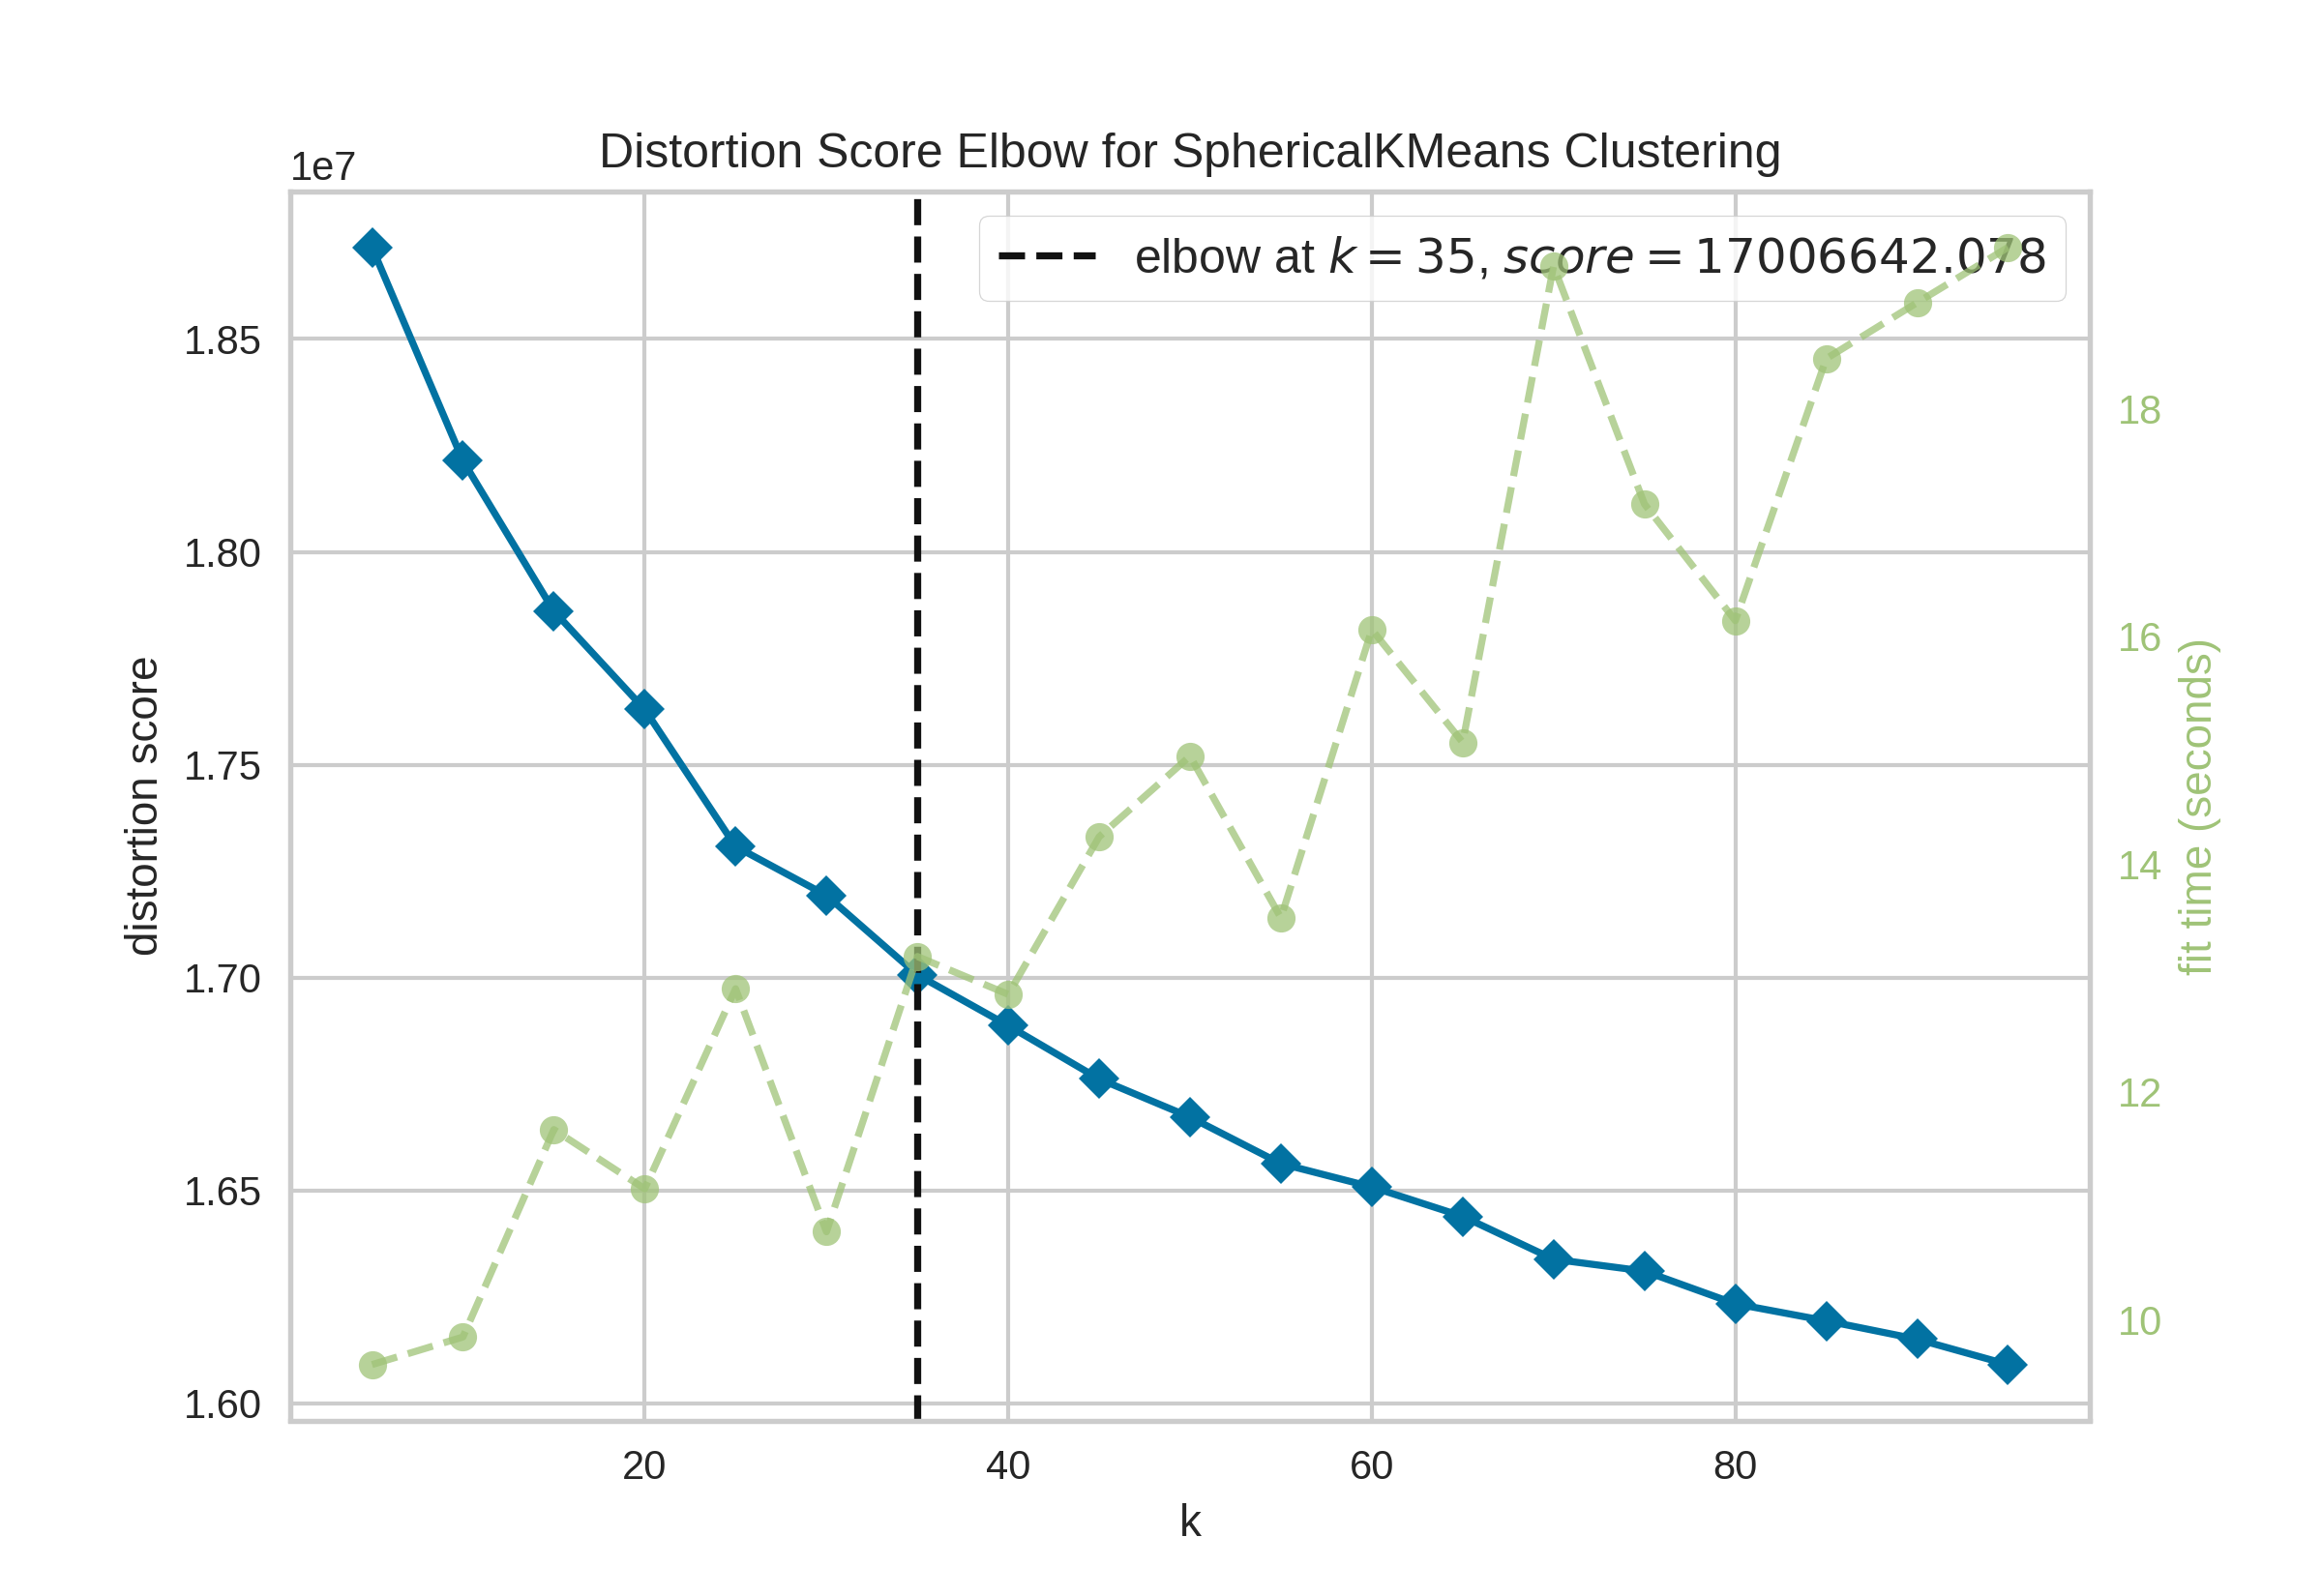 Distortion Score Elbow for SphericalKMeans Clustering
1e7
elbow at k = 35, score = 17006642.078
1.85
1.80
1.75
1.70
1.65
1.60
distortion score
18
16
14
12
10
fit time (seconds)
20 40 60 80
k